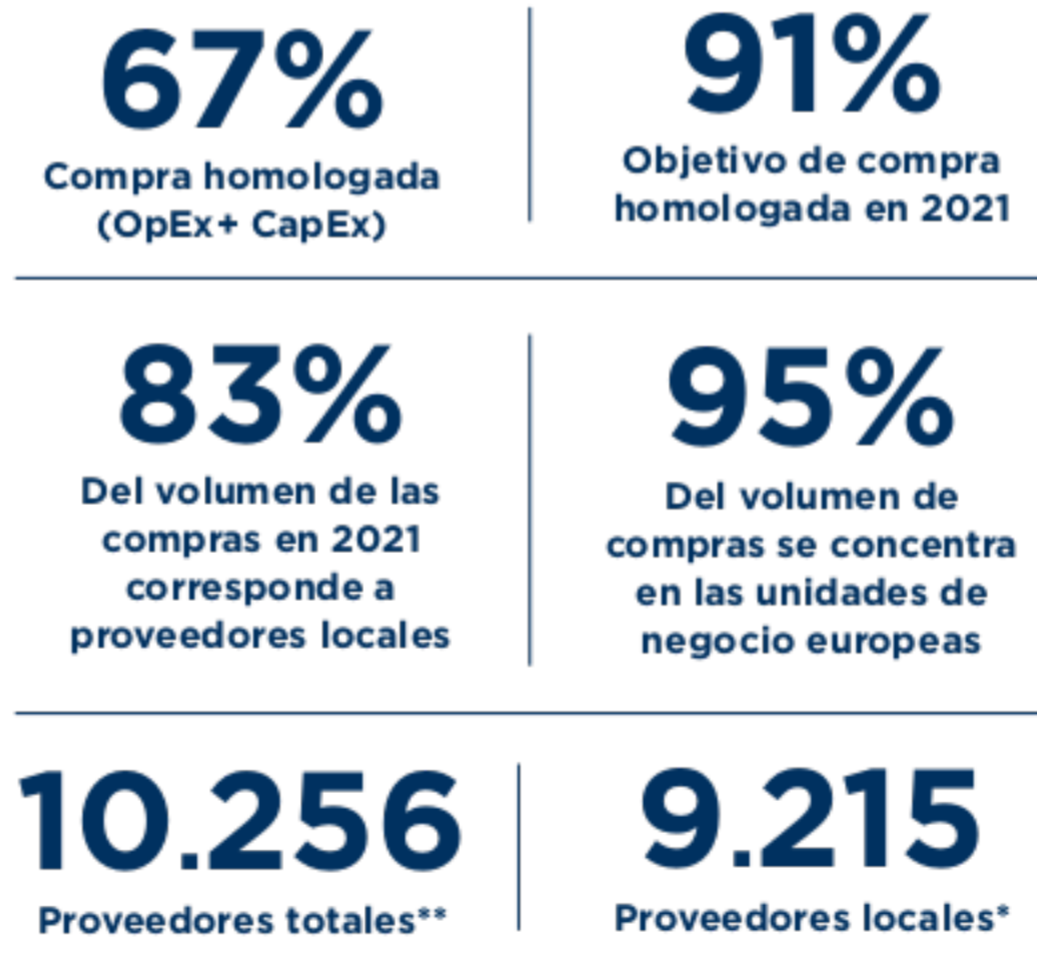 67%
Compra homologada
(OpEx+ CapEx)
91%
Objetivo de compra
homologada en 2021
83%
Del volumen de las
compras en 2021
corresponde a
proveedores locales
95%
Del volumen de
compras se concentra
en las unidades de
negocio europeas
10.256
Proveedores totales**
9.215
Proveedores locales*